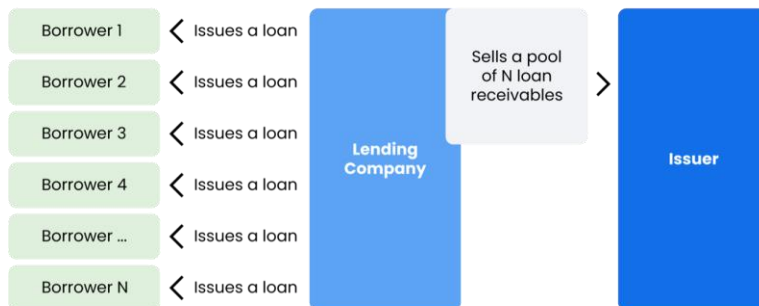 Borrower 1
Issues a loan
Borrower 2
Issues a loan
Borrower 3
Issues a loan
Borrower 4
Issues a loan
Borrower ...
Issues a loan
Borrower N
Issues a loan
Lending
Company
Sells a pool
of N loan
receivables
Issuer